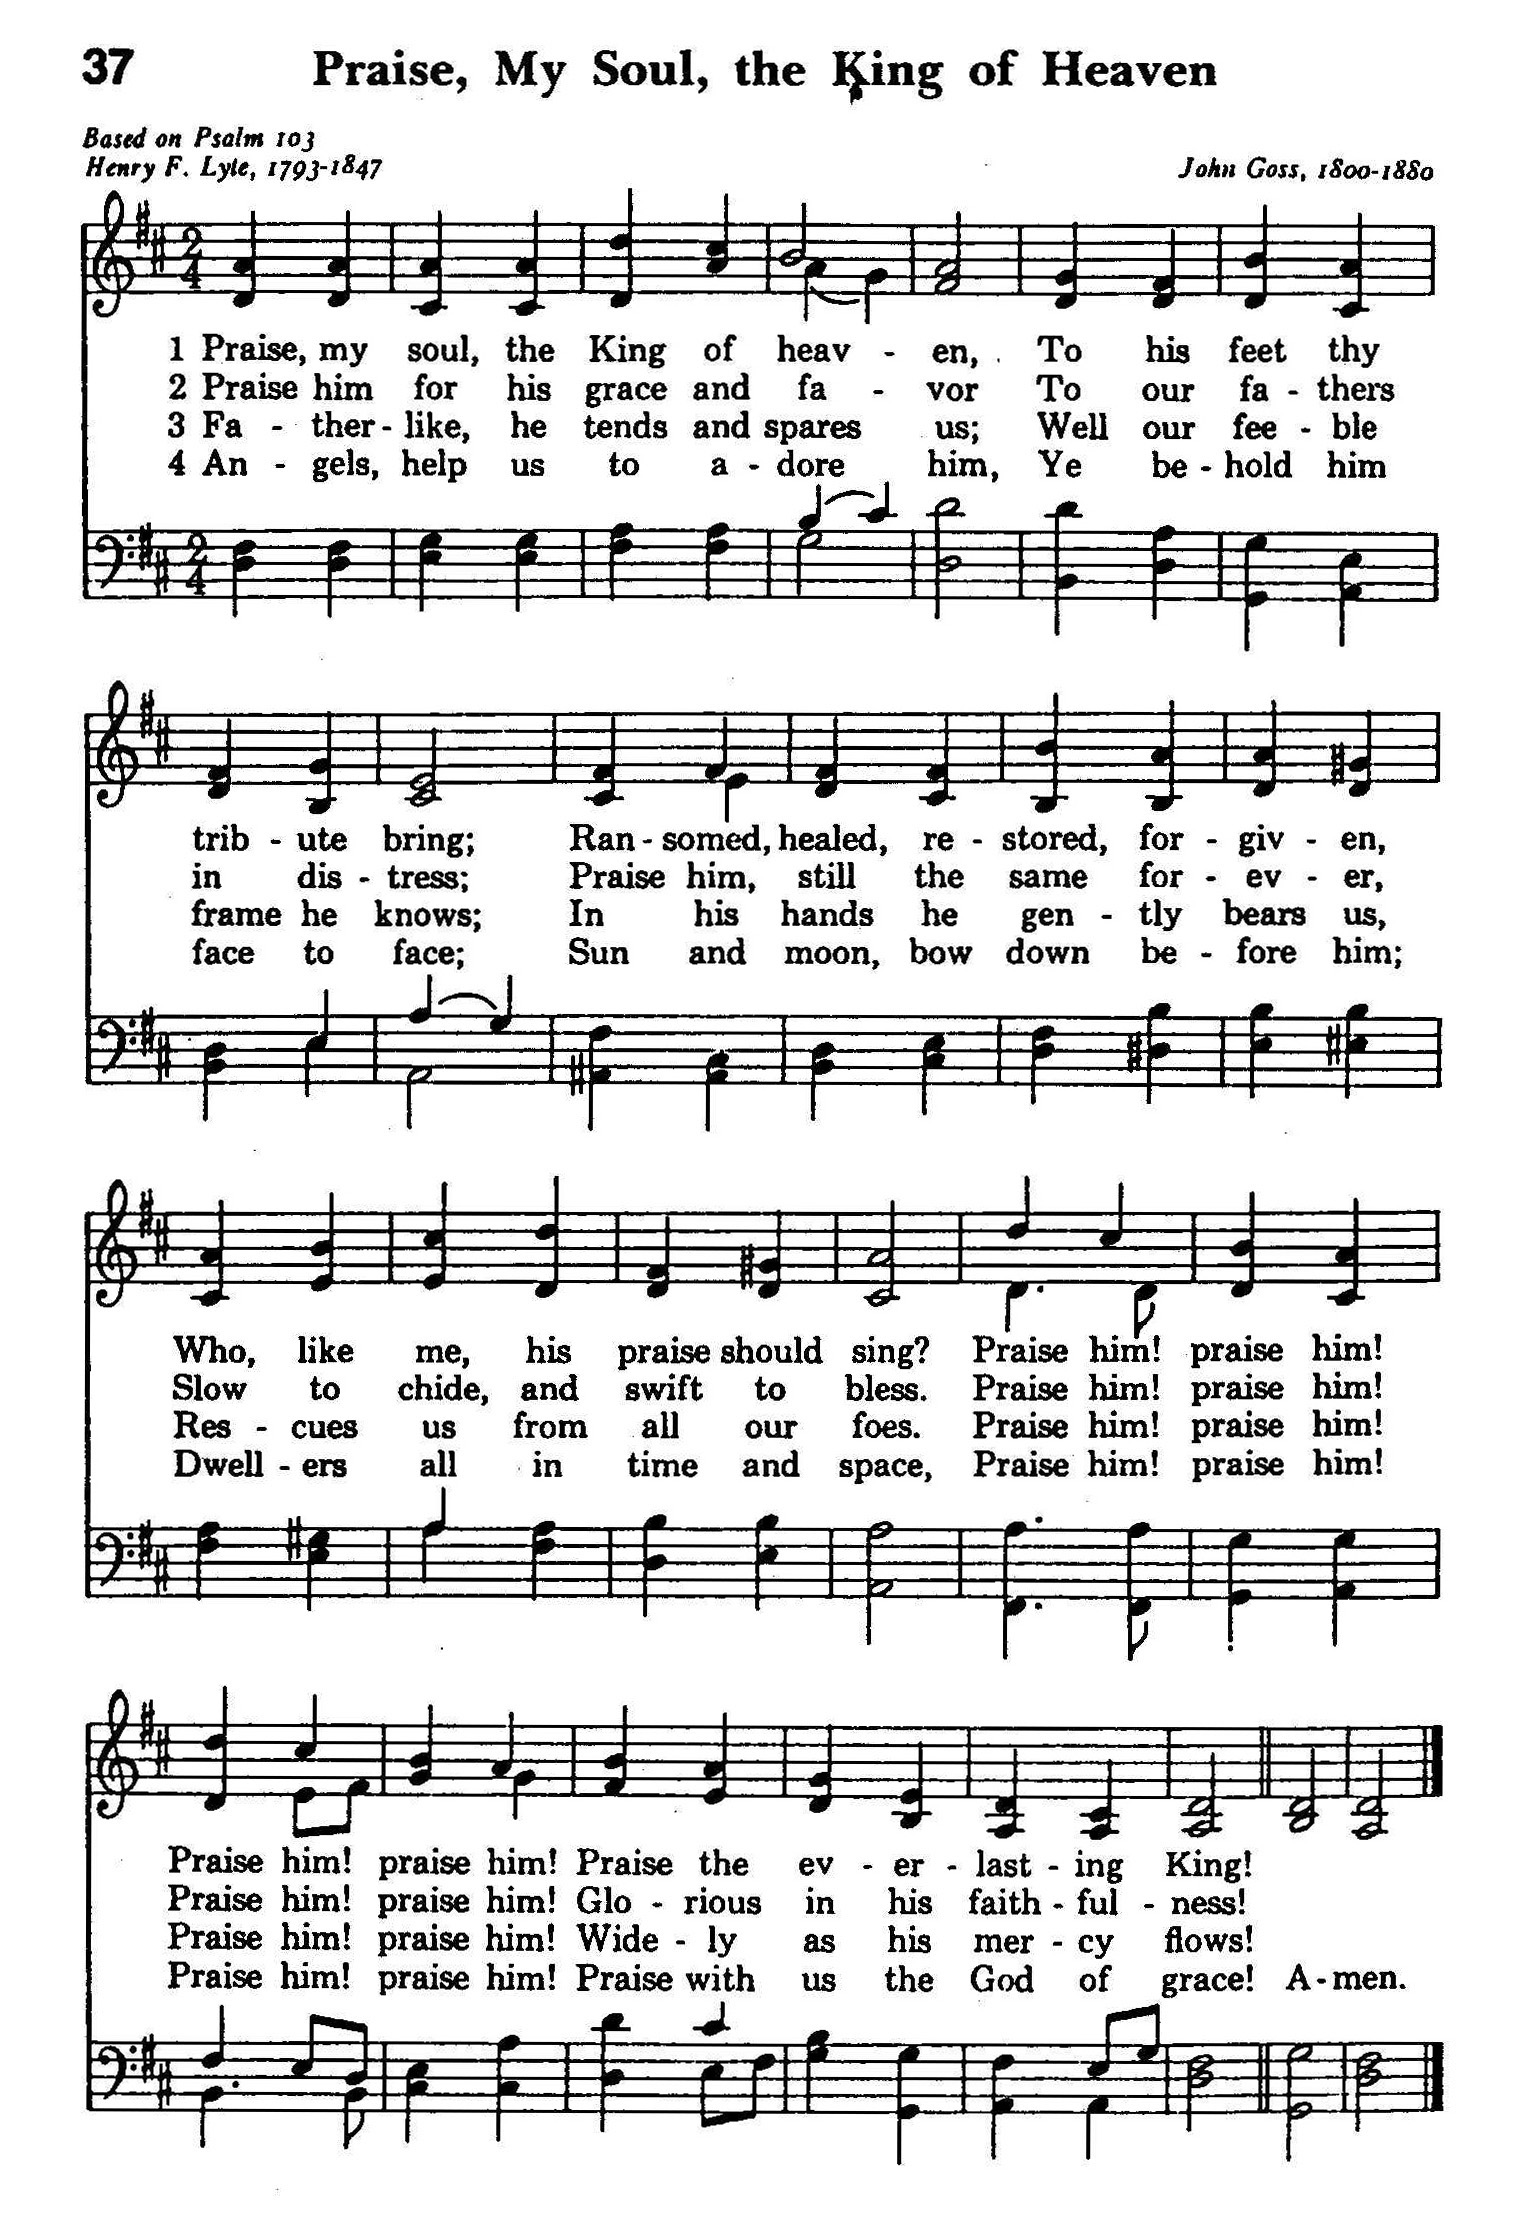 37 Praise, My Soul, the King of Heaven
Based on Psalm 103
Henry F. Lyte, 1793-1847 John Goss, 1800-1880
1 Praise, my soul, the King of heav - en, To his feet thy
2 Praise him for his grace and fa - vor To our fa - thers
3 Fa - ther - like, he tends and spares us; Well our fee - ble
4 An - gels, help us to a - dore him, Ye be - hold him
trib - ute bring; Ran - somed, healed, re - stored, for - giv - en,
in dis - tress; Praise him, still the same for - ev - er,
frame he knows; In his hands he gen - tly bears us,
face to face; Sun and moon, bow down be - fore him;
Who, like me, his praise should sing? Praise him! praise him!
Slow to chide, and swift to bless. Praise him! praise him!
Res - cues us from all our foes. Praise him! praise him!
Dwell - ers all in time and space, Praise him! praise him!
Praise him! praise him! Praise the ev - er - last - ing King!
Praise him! praise him! Glo - rious in his faith - ful - ness!
Praise him! praise him! Wide - ly as his mer - cy flows!
Praise him! praise him! Praise with us the God of grace! A - men.